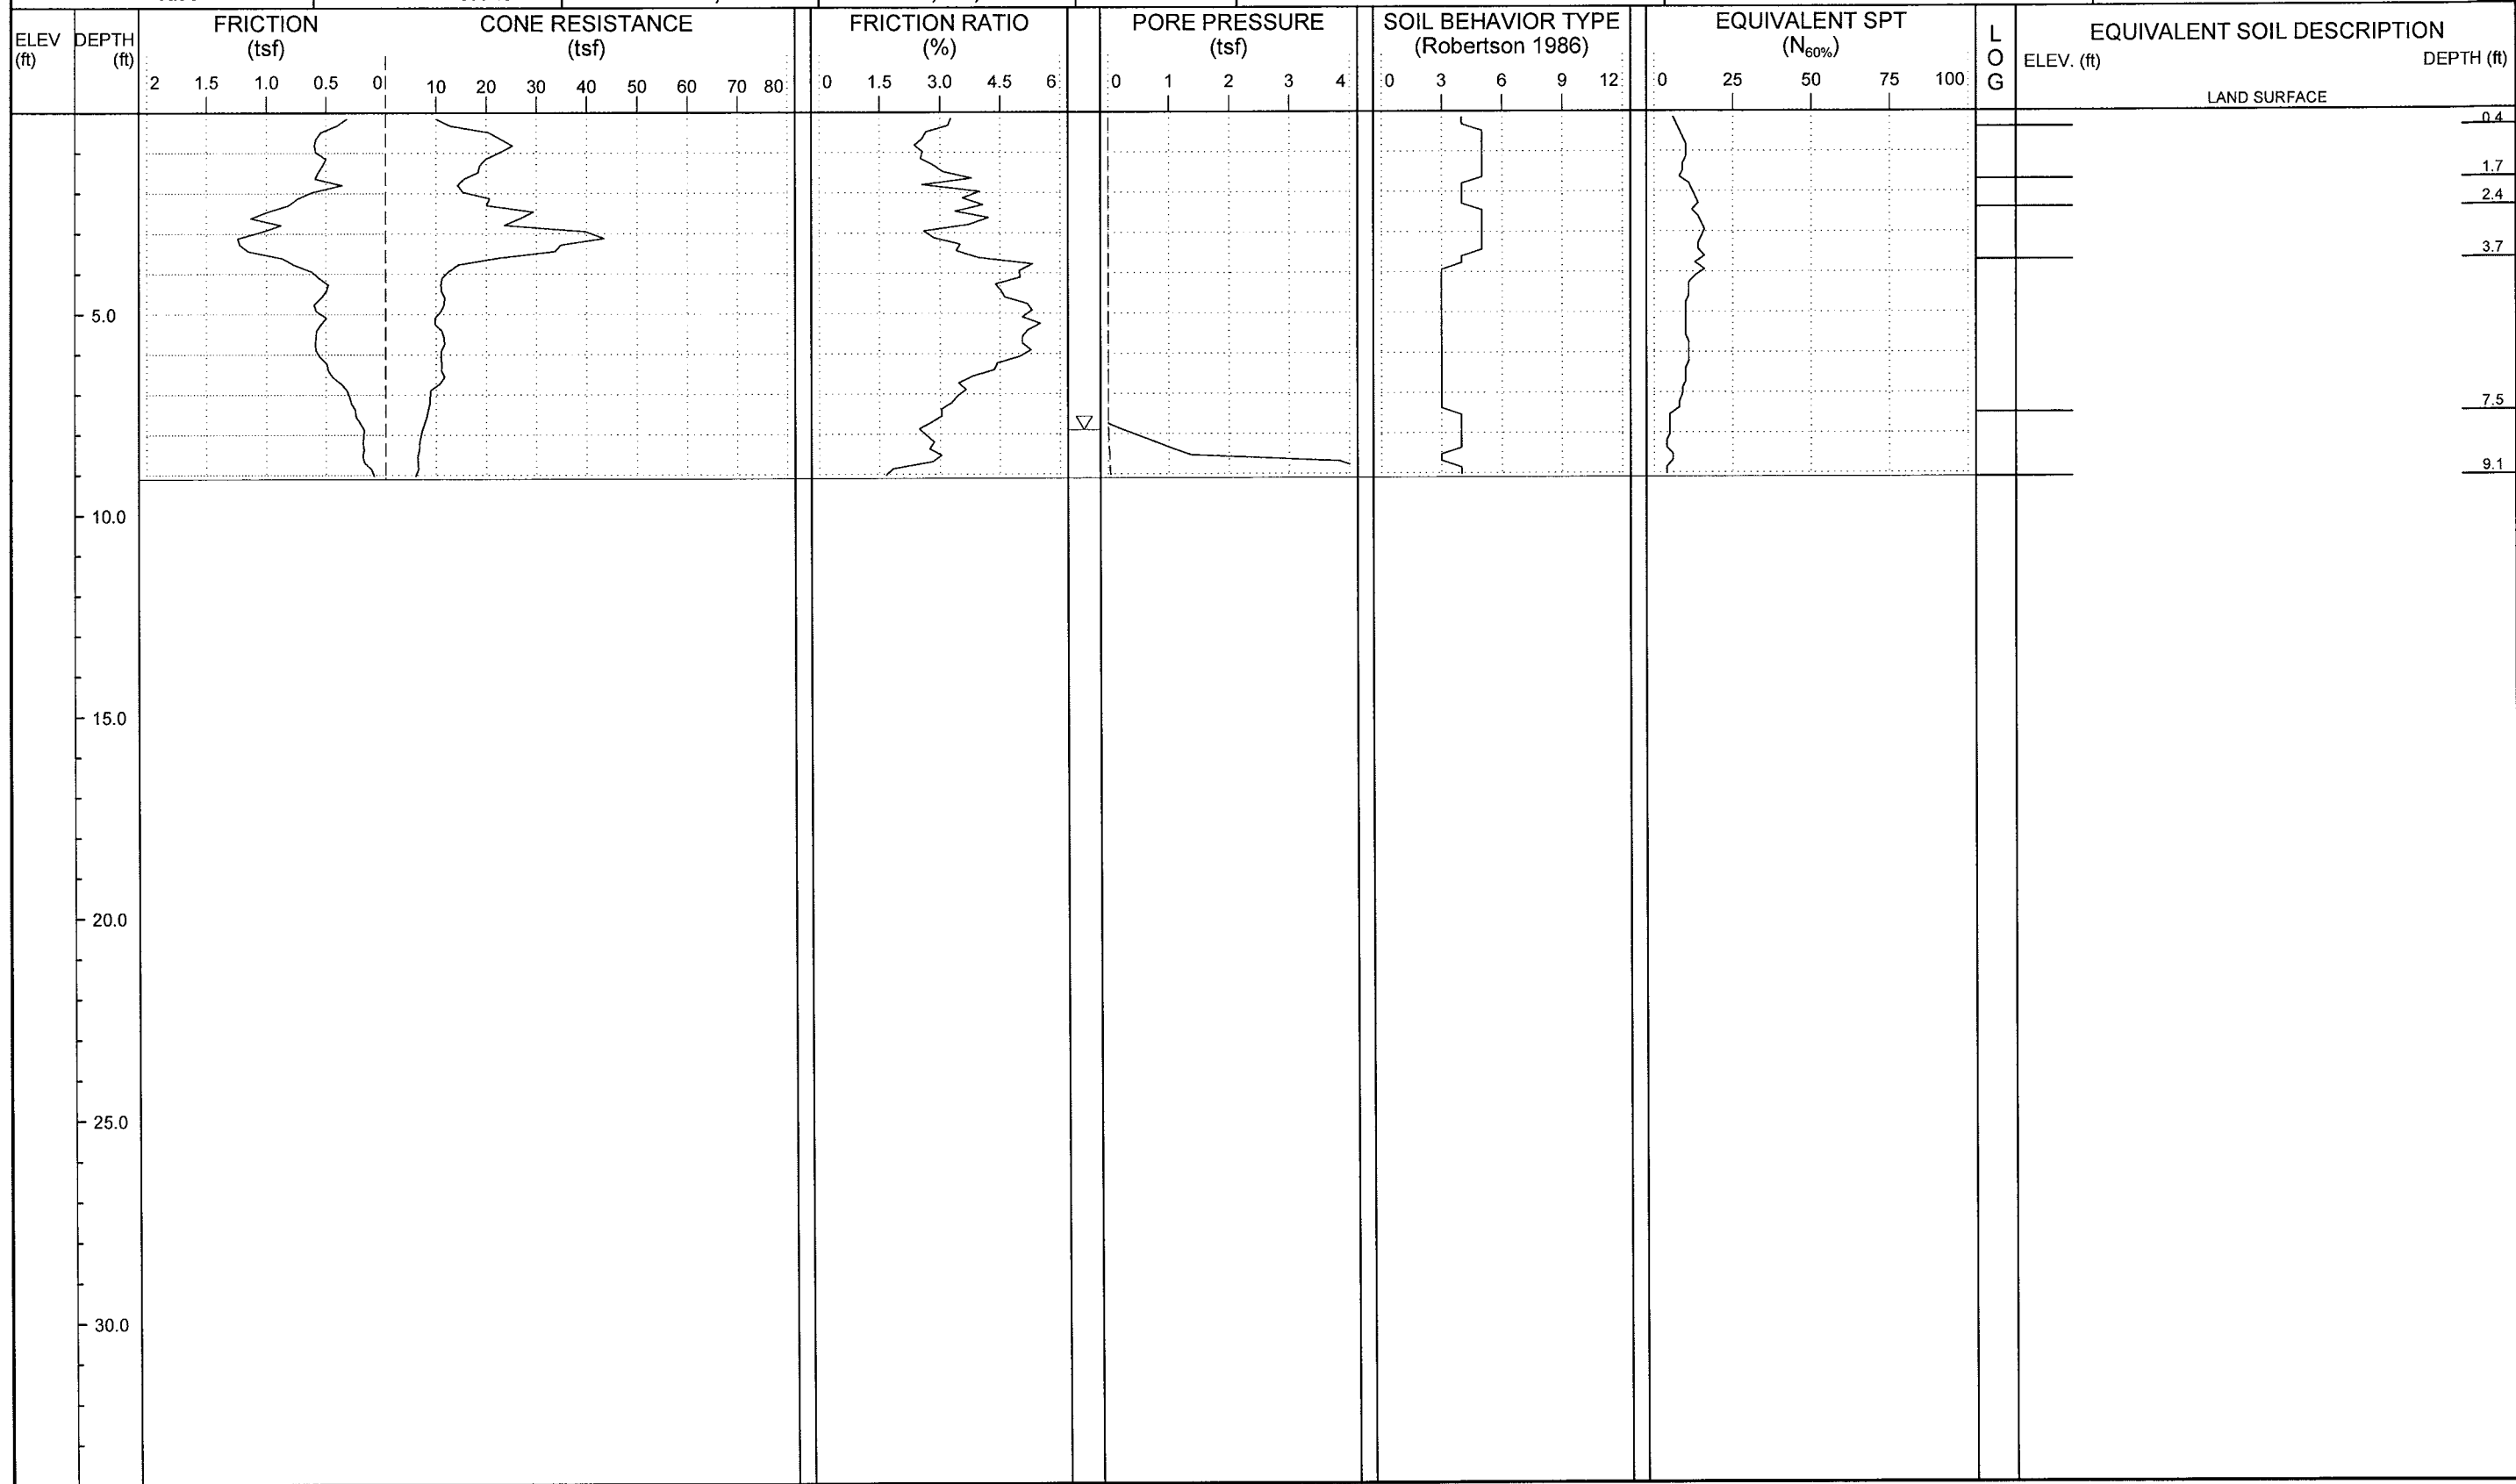 ELEV (ft)
DEPTH (ft)
FRICTION (tsf)
CONE RESISTANCE (tsf)
FRICTION RATIO (%)
PORE PRESSURE (tsf)
SOIL BEHAVIOR TYPE (Robertson 1986)
EQUIVALENT SPT (N60%)
LOG
EQUIVALENT SOIL DESCRIPTION
ELEV. (ft) DEPTH (ft)
2 1.5 1.0 0.5 0 10 20 30 40 50 60 70 80
0 1.5 3.0 4.5 6
0 1 2 3 4
0 3 6 9 12
0 25 50 75 100
LAND SURFACE
0.4
1.7
2.4
3.7
5.0
7.5
9.1
10.0
15.0
20.0
25.0
30.0